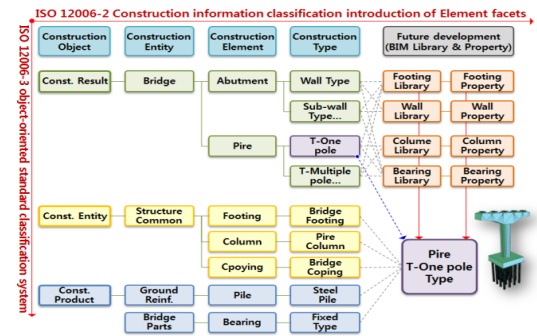 ISO 12006-2 Construction information classification introduction of Element facets
ISO 12006-3 object-oriented standard classification system
Construction
Object
Construction
Entity
Construction
Element
Construction
Type
Future development
(BIM Library & Property)
Const. Result
Bridge
Abutment
Wall Type
Footing
Library
Footing
Property
Sub-wall
Type...
Wall
Library
Wall
Property
Pire
T-One
pole
Colume
Library
Column
Property
T-Multiple
pole...
Bearing
Library
Bearing
Property
Const. Entity
Structure
Common
Footing
Bridge
Footing
Column
Pire
Column
Cpoying
Bridge
Coping
Pire
T-One pole
Type
Const.
Product
Ground
Reinf.
Pile
Steel
Pile
Bridge
Parts
Bearing
Fixed
Type